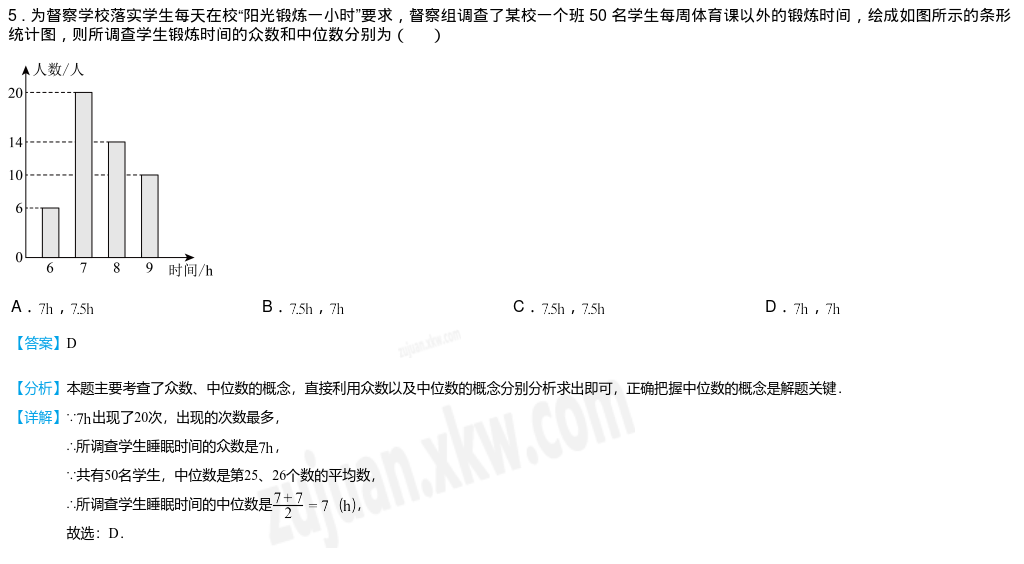 5．为督察学校落实学生每天在校“阳光锻炼一小时”要求，督察组调查了某校一个班 50 名学生每周体育课以外的锻炼时间，绘成如图所示的条形
统计图，则所调查学生锻炼时间的众数和中位数分别为（　　）
人数/人
20
14
10
6
0
6 7 8 9 时间/h
A．7h，7.5h B．7.5h，7h C．7.5h，7.5h D．7h，7h
【答案】D
zujuan.xkw.com
【分析】本题主要考查了众数、中位数的概念，直接利用众数以及中位数的概念分别分析求出即可，正确把握中位数的概念是解题关键．
【详解】∵7h出现了20次，出现的次数最多，
∴所调查学生睡眠时间的众数是7h，
∵共有50名学生，中位数是第25、26个数的平均数，
∴所调查学生睡眠时间的中位数是(7+7)/2 = 7（h），
故选：D．
zujuan.xkw.com